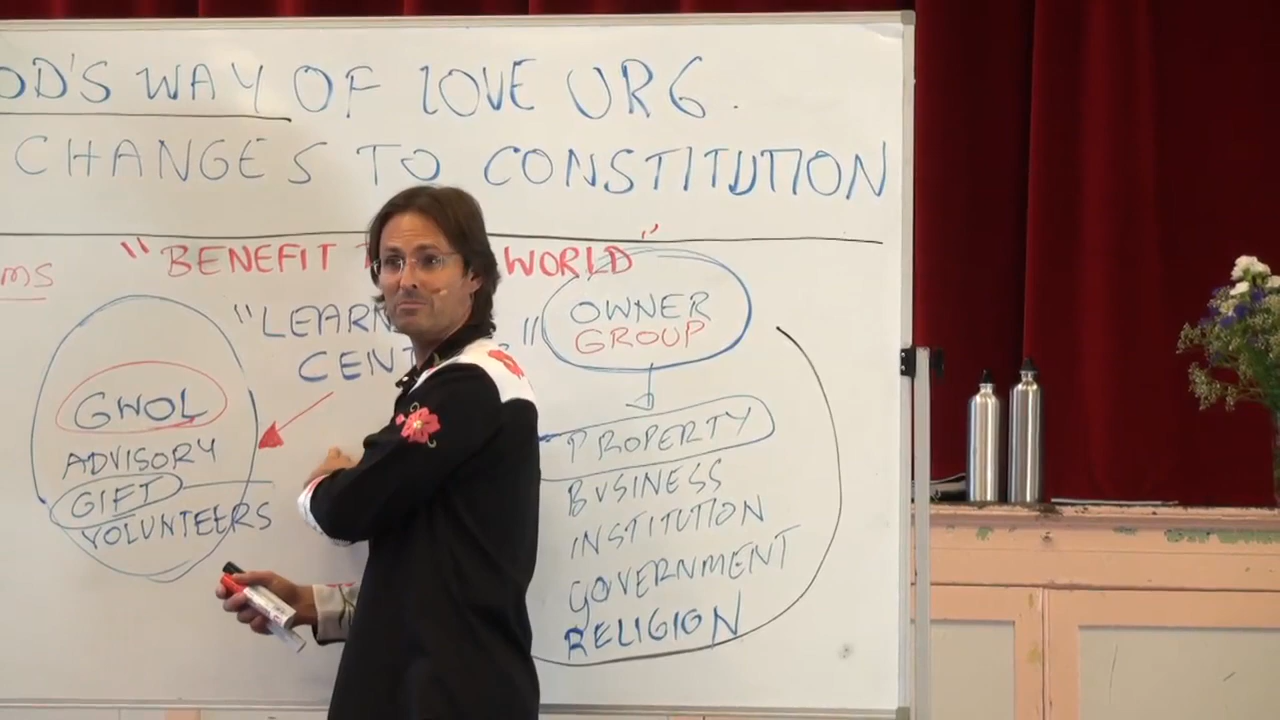 OD'S WAY OF LOVE URG.
CHANGES TO CONSTITUTION
MS
"BENEFIT WORLD"
"LEARN
CENT "
OWNER
GROUP
GWOL
ADVISORY
GIFT
VOLUNTEERS
PROPERTY
BUSINESS
INSTITUTION
GOVERNMENT
RELIGION